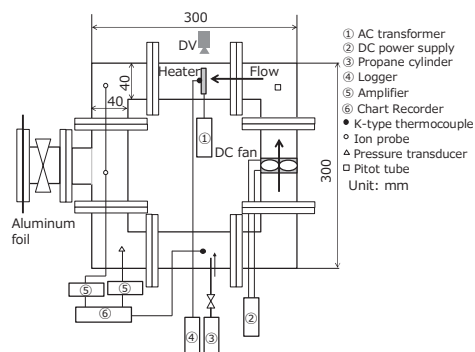 300
DV
Heater
Flow
40
40
①
DC fan
300
Aluminum
foil
⑤
⑤
⑥
④
③
②
① AC transformer
② DC power supply
③ Propane cylinder
④ Logger
⑤ Amplifier
⑥ Chart Recorder
K-type thermocouple
Ion probe
Pressure transducer
Pitot tube
Unit: mm